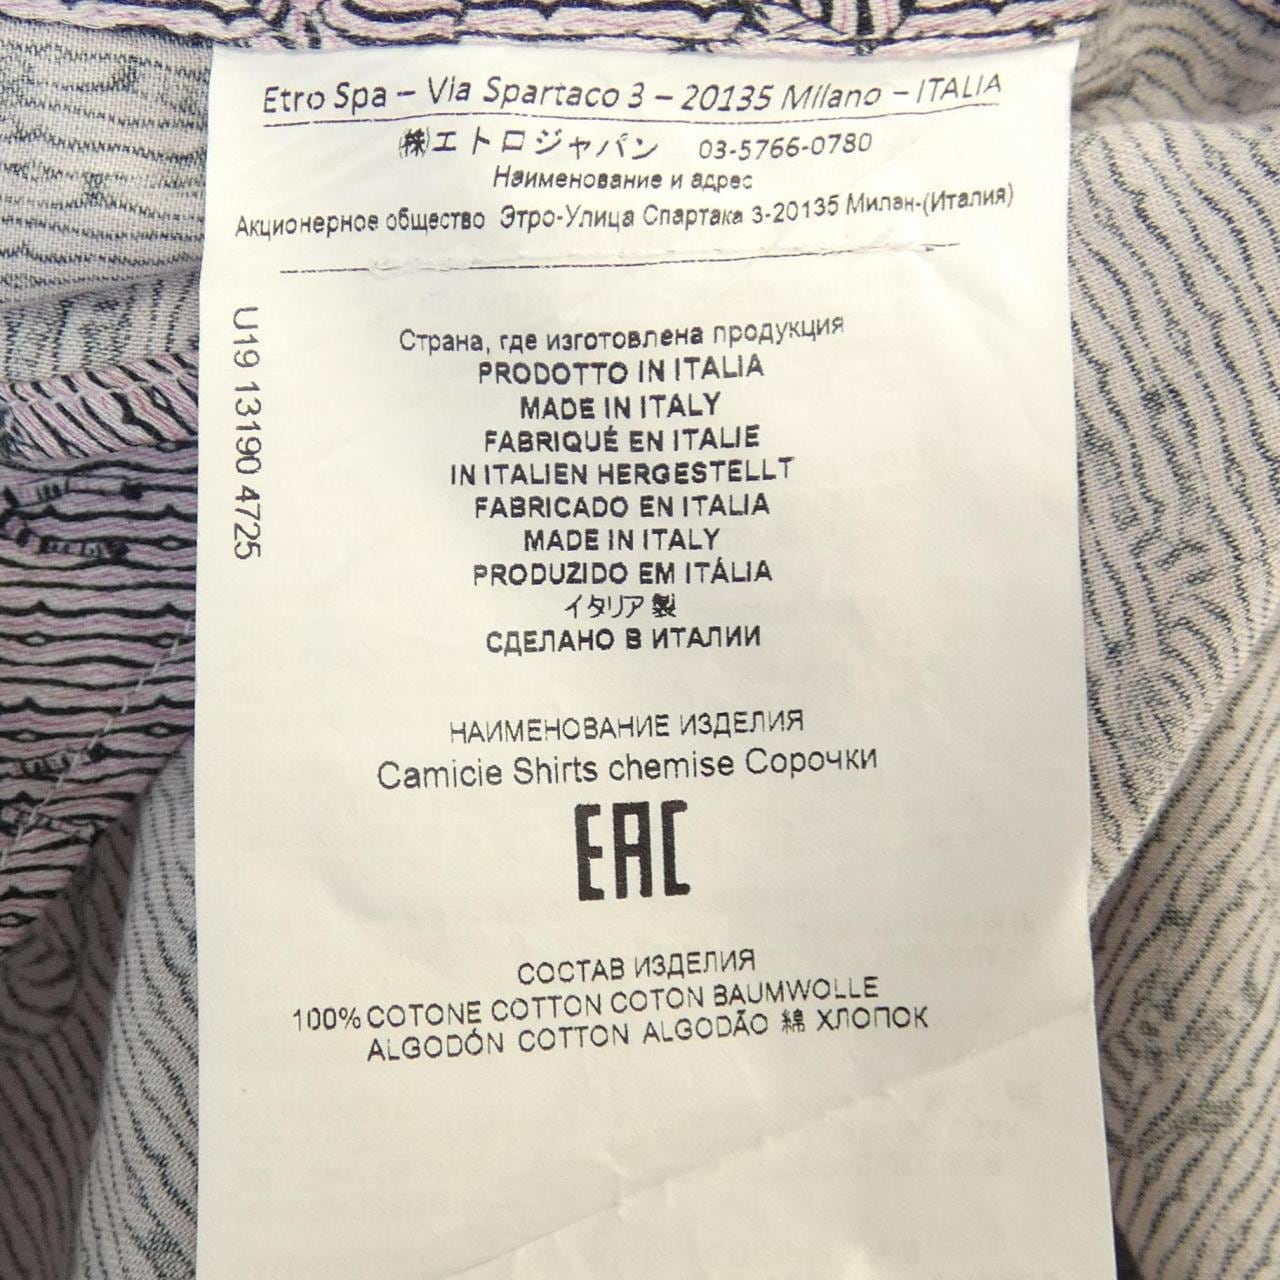 Etro Spa – Via Spartaco 3 – 20135 Milano – ITALIA
㈱エトロジャパン 03-5766-0780
Наименование и адрес
Акционерное общество Этро-Улица Спартака 3-20135 Милан-(Италия)
U19 13190 4725
Страна, где изготовлена продукция
PRODOTTO IN ITALIA
MADE IN ITALY
FABRIQUÉ EN ITALIE
IN ITALIEN HERGESTELLT
FABRICADO EN ITALIA
MADE IN ITALY
PRODUZIDO EM ITÁLIA
イタリア製
СДЕЛАНО В ИТАЛИИ
НАИМЕНОВАНИЕ ИЗДЕЛИЯ
Camicie Shirts chemise Сорочки
EAC
СОСТАВ ИЗДЕЛИЯ
100% COTONE COTTON COTON BAUMWOLLE
ALGODÓN COTTON ALGODÃO 綿 ХЛОПОК